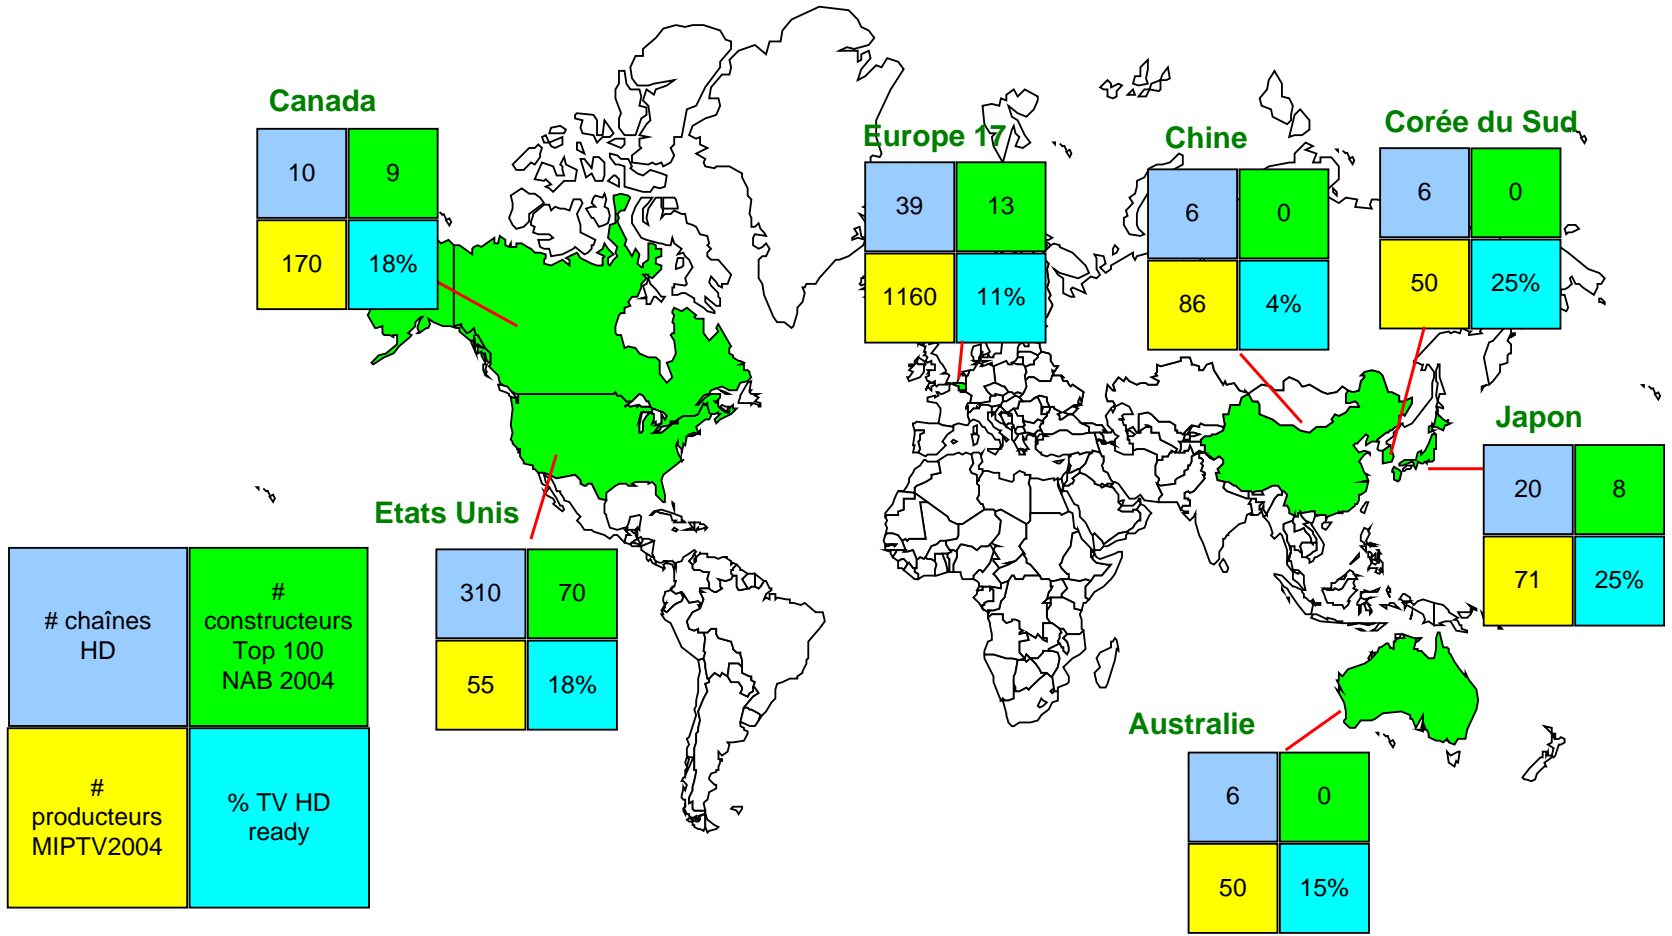 Canada
10
9
170
18%
Europe 17
39
13
1160
11%
Chine
6
0
86
4%
Corée du Sud
6
0
50
25%
Japon
20
8
71
25%
Etats Unis
310
70
55
18%
Australie
6
0
50
15%
# chaînes
HD
#
constructeurs
Top 100
NAB 2004
#
producteurs
MIPTV2004
% TV HD
ready